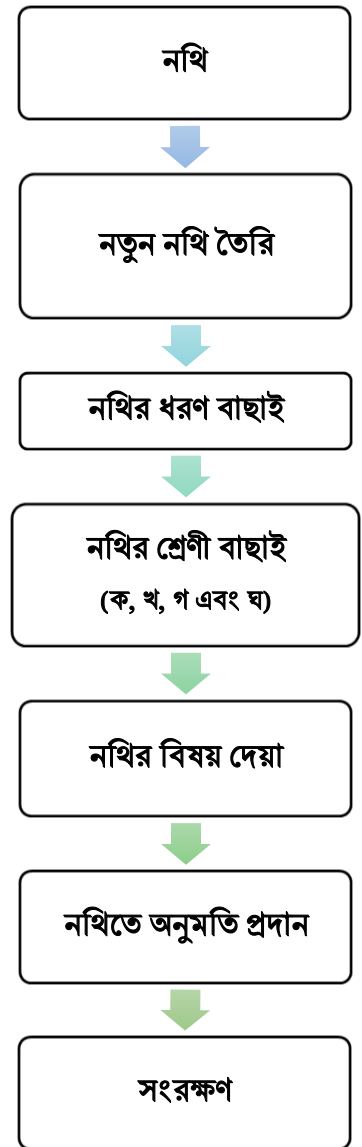 নথি
নতুন নথি তৈরি
নথির ধরণ বাছাই
নথির শ্রেণী বাছাই
(ক, খ, গ এবং ঘ)
নথির বিষয় দেয়া
নথিতে অনুমতি প্রদান
সংরক্ষণ